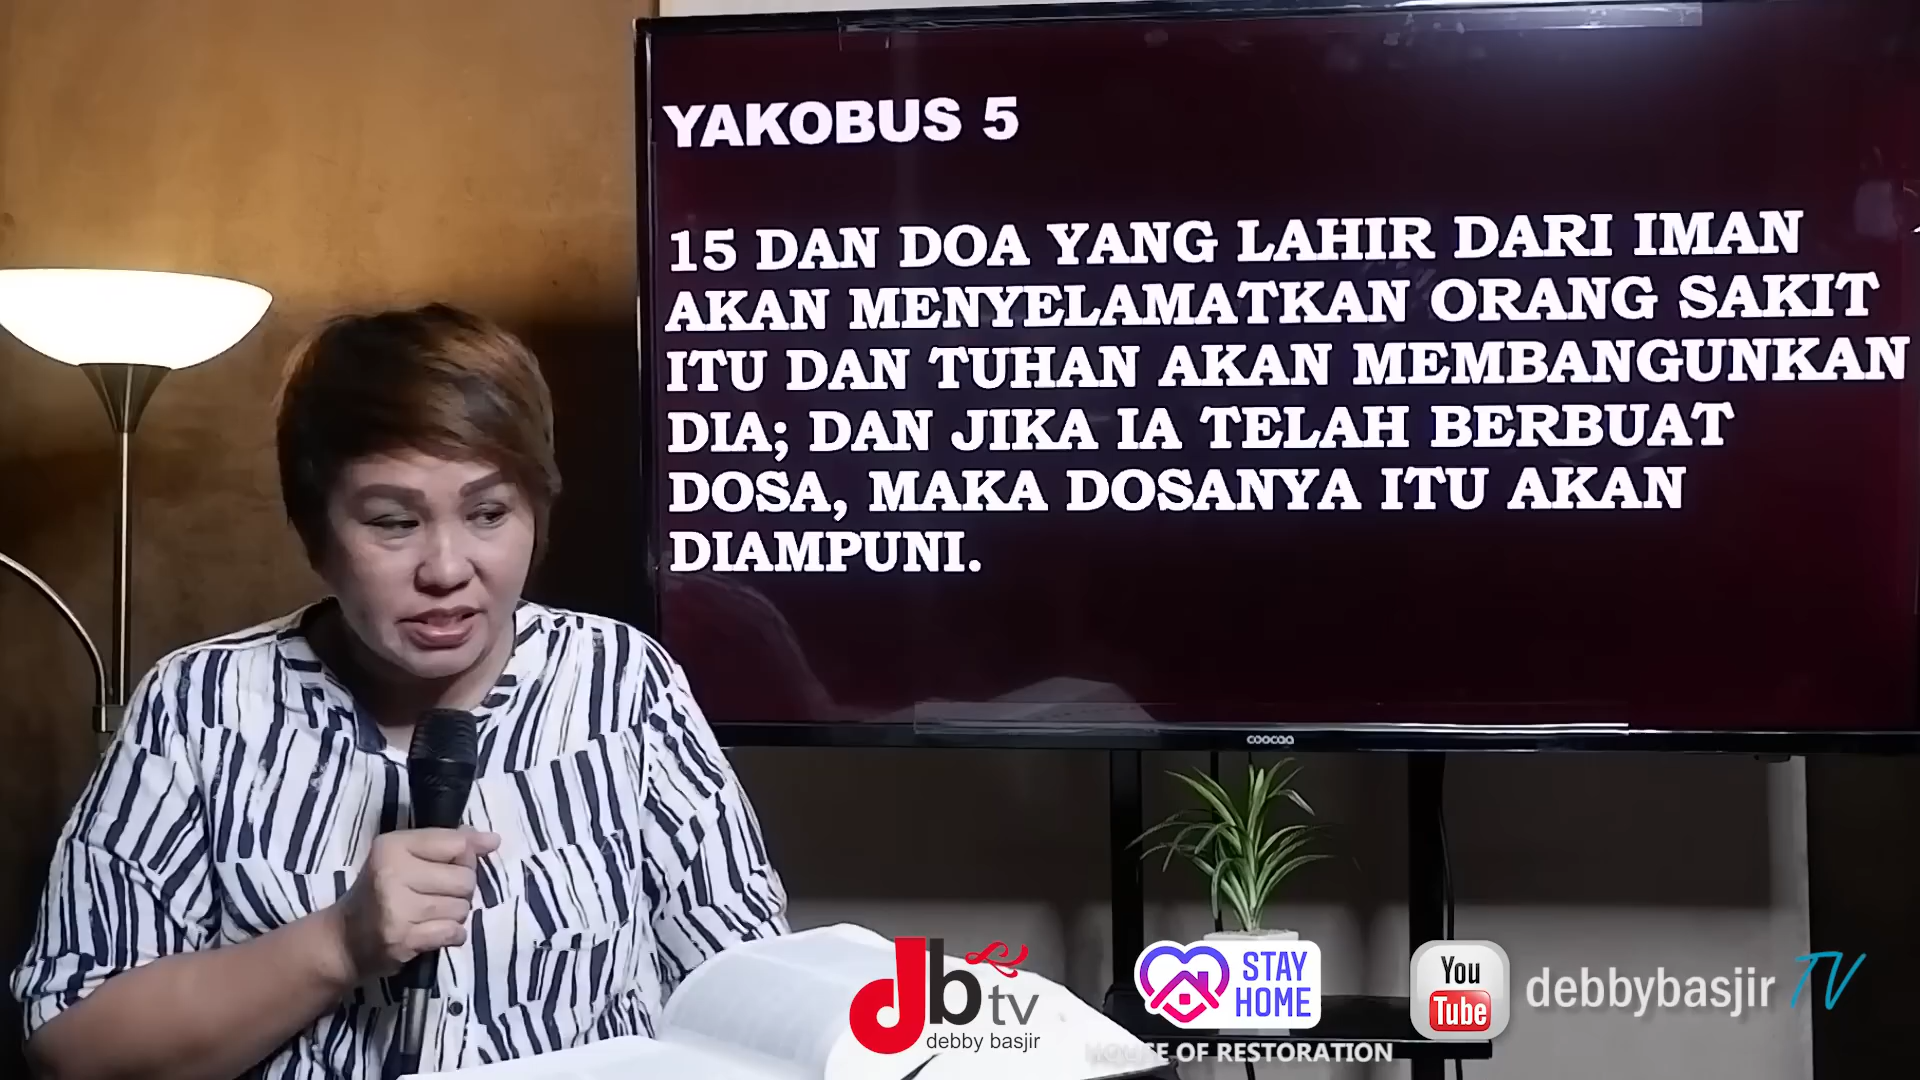 YAKOBUS 5
15 DAN DOA YANG LAHIR DARI IMAN
AKAN MENYELAMATKAN ORANG SAKIT
ITU DAN TUHAN AKAN MEMBANGUNKAN
DIA; DAN JIKA IA TELAH BERBUAT
DOSA, MAKA DOSANYA ITU AKAN
DIAMPUNI.
coocaa
db tv
debby basjir
STAY
HOME
You
Tube
debbybasjir TV
HOUSE OF RESTORATION